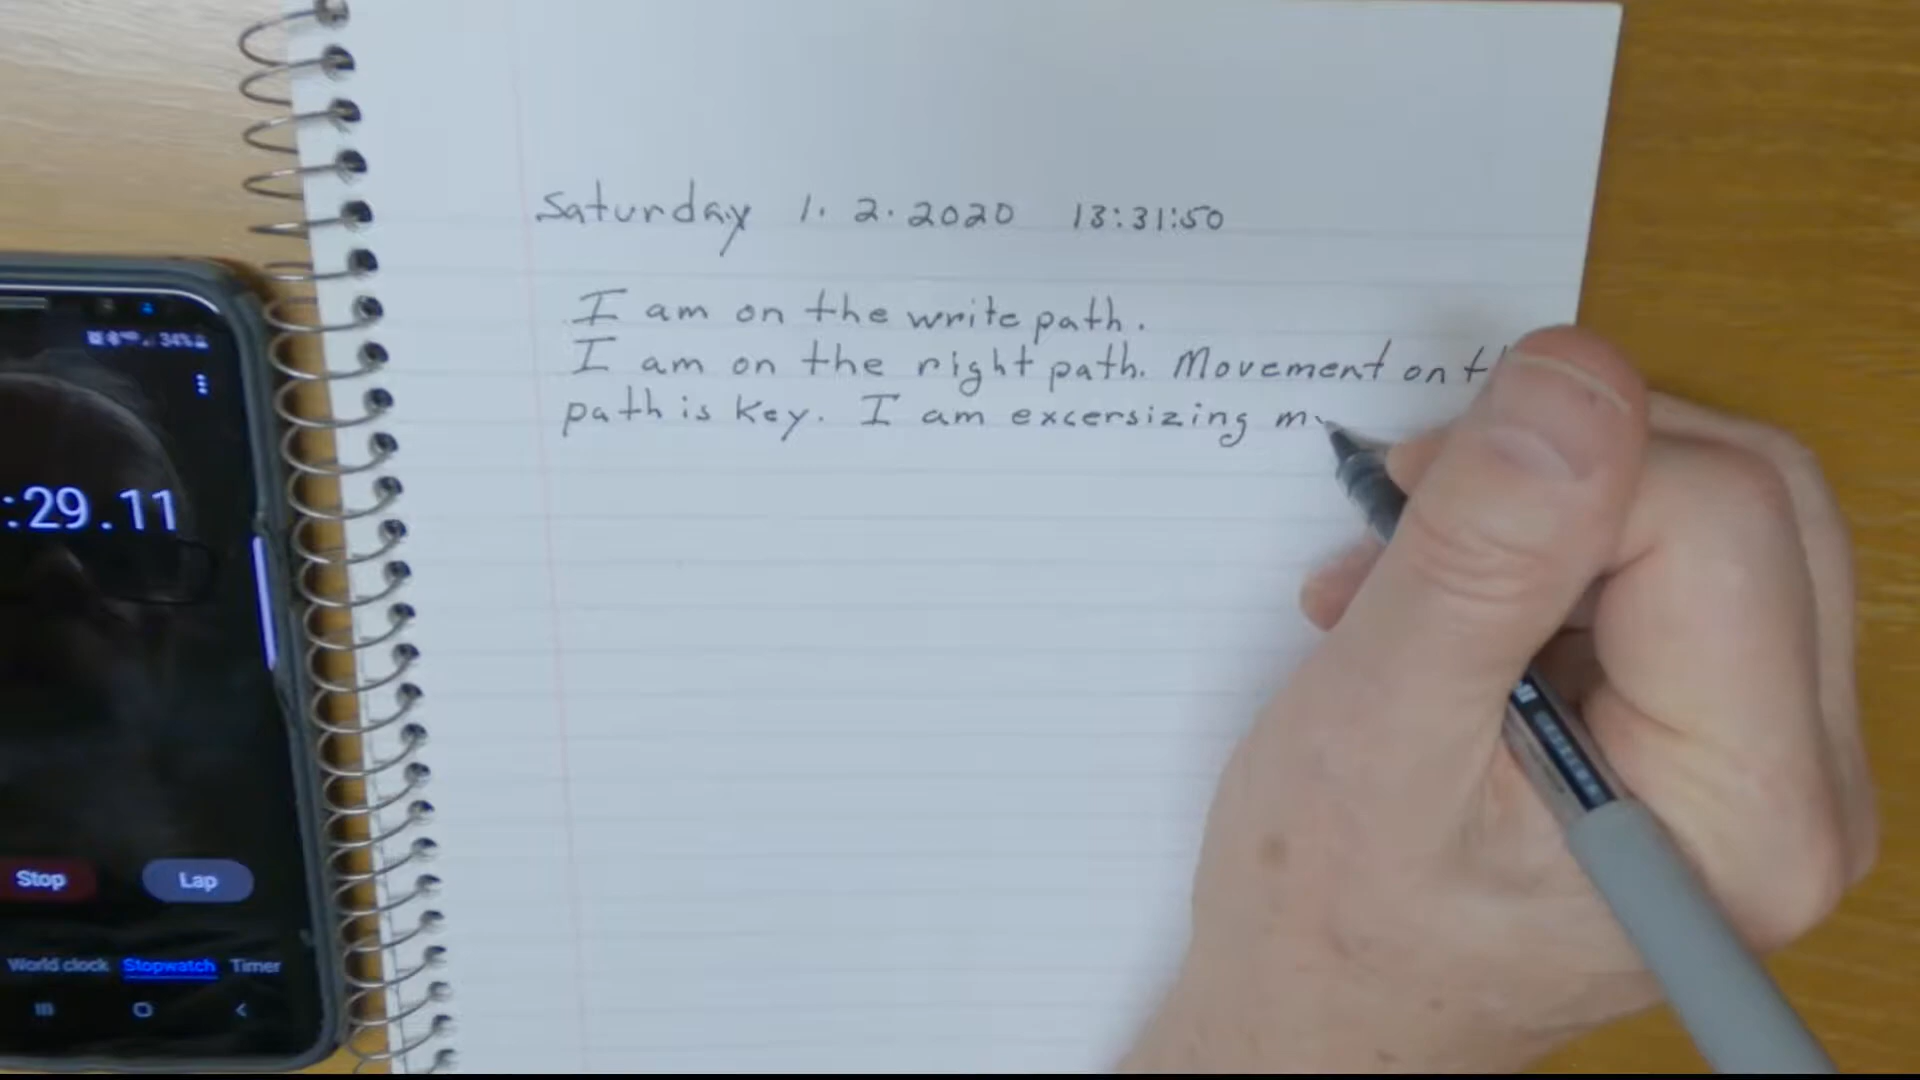 Saturday 1. 2. 2020 13:31:50
I am on the write path.
I am on the right path. Movement on
path is key. I am excersizing
34%
:29.11
Stop Lap
World clock Stopwatch Timer